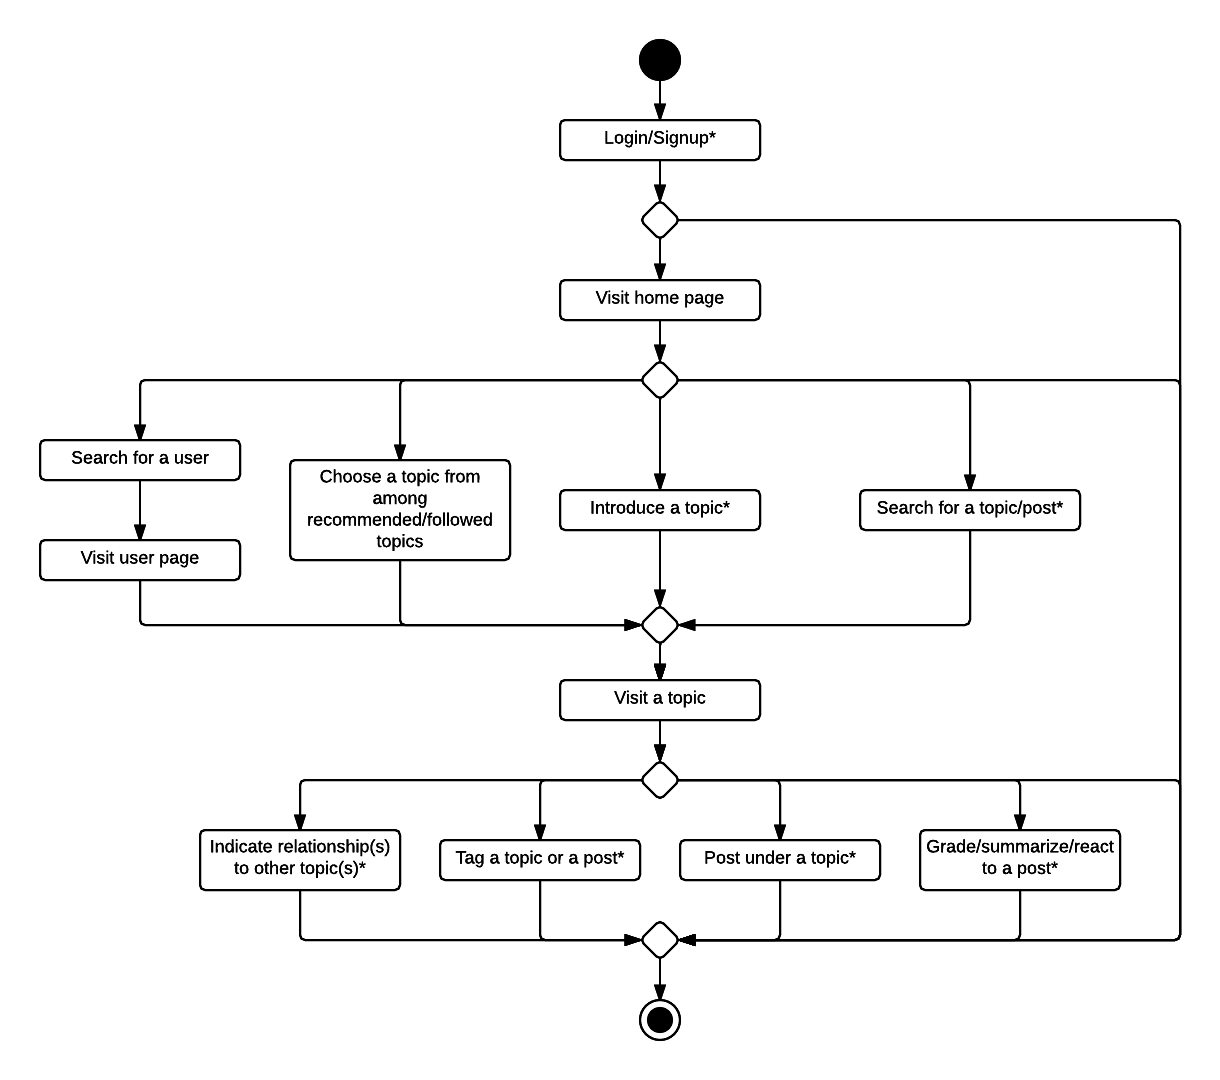 Login/Signup*
Visit home page
Search for a user
Choose a topic from
among
recommended/followed
topics
Introduce a topic*
Search for a topic/post*
Visit user page
Visit a topic
Indicate relationship(s)
to other topic(s)*
Tag a topic or a post*
Post under a topic*
Grade/summarize/react
to a post*